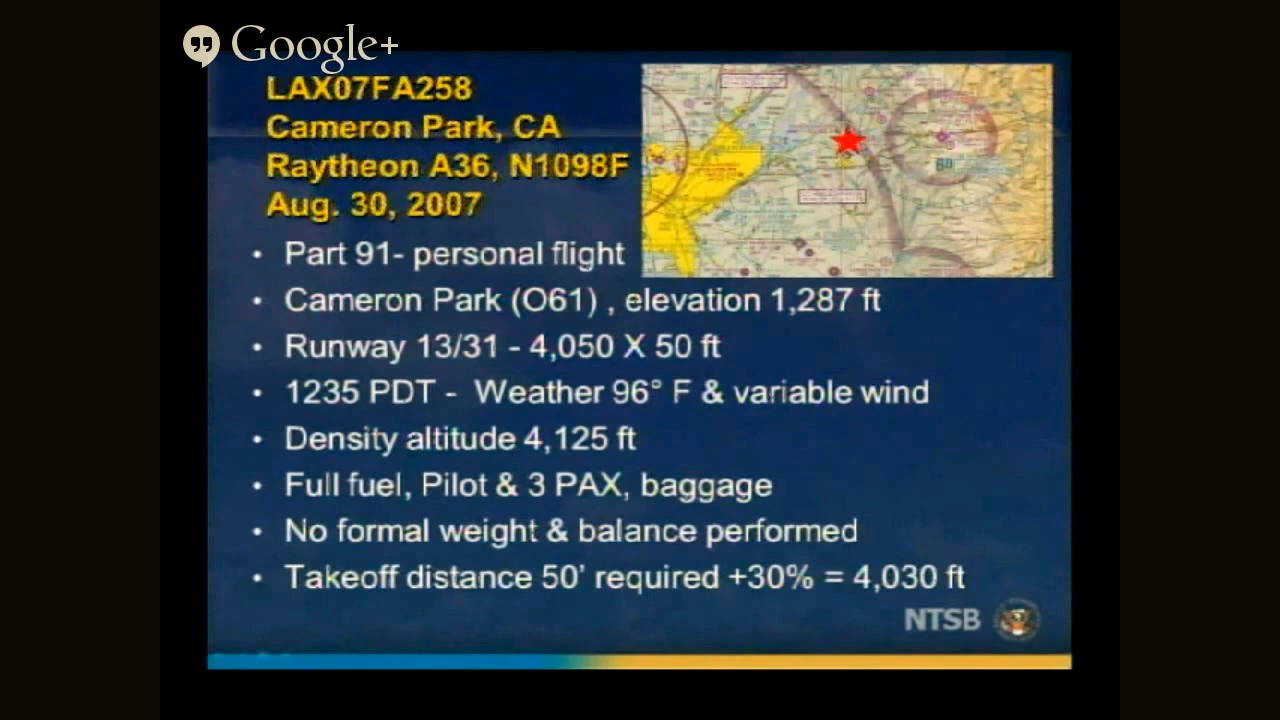 Google+
LAX07FA258
Cameron Park, CA
Raytheon A36, N1098F
Aug. 30, 2007
• Part 91- personal flight
• Cameron Park (O61) , elevation 1,287 ft
• Runway 13/31 - 4,050 X 50 ft
• 1235 PDT - Weather 96° F & variable wind
• Density altitude 4,125 ft
• Full fuel, Pilot & 3 PAX, baggage
• No formal weight & balance performed
• Takeoff distance 50’ required +30% = 4,030 ft
NTSB